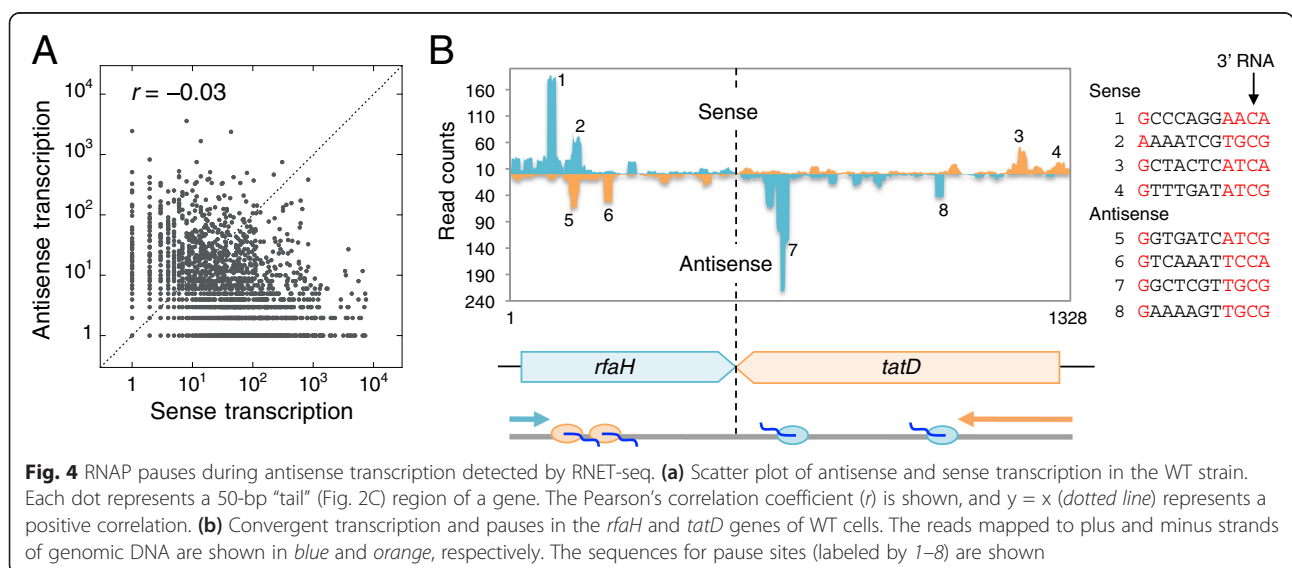 A
r = −0.03
10⁴
10³
10²
10¹
1
Antisense transcription
1 10¹ 10² 10³ 10⁴
Sense transcription
B
Read counts
160
110
60
10
40
90
140
190
240
Sense
Antisense
1
2
3
4
5
6
7
8
1 1328
rfaH
tatD
3' RNA
Sense
1 GCCCAGGAACA
2 AAAATCGTGCG
3 GCTACTCATCA
4 GTTTGATATCG
Antisense
5 GGTGATCATCG
6 GTCAAATTCCA
7 GGCTCGTTGCG
8 GAAAAGTTGCG
Fig. 4 RNAP pauses during antisense transcription detected by RNET-seq. (a) Scatter plot of antisense and sense transcription in the WT strain.
Each dot represents a 50-bp "tail" (Fig. 2C) region of a gene. The Pearson's correlation coefficient (r) is shown, and y = x (dotted line) represents a
positive correlation. (b) Convergent transcription and pauses in the rfaH and tatD genes of WT cells. The reads mapped to plus and minus strands
of genomic DNA are shown in blue and orange, respectively. The sequences for pause sites (labeled by 1–8) are shown